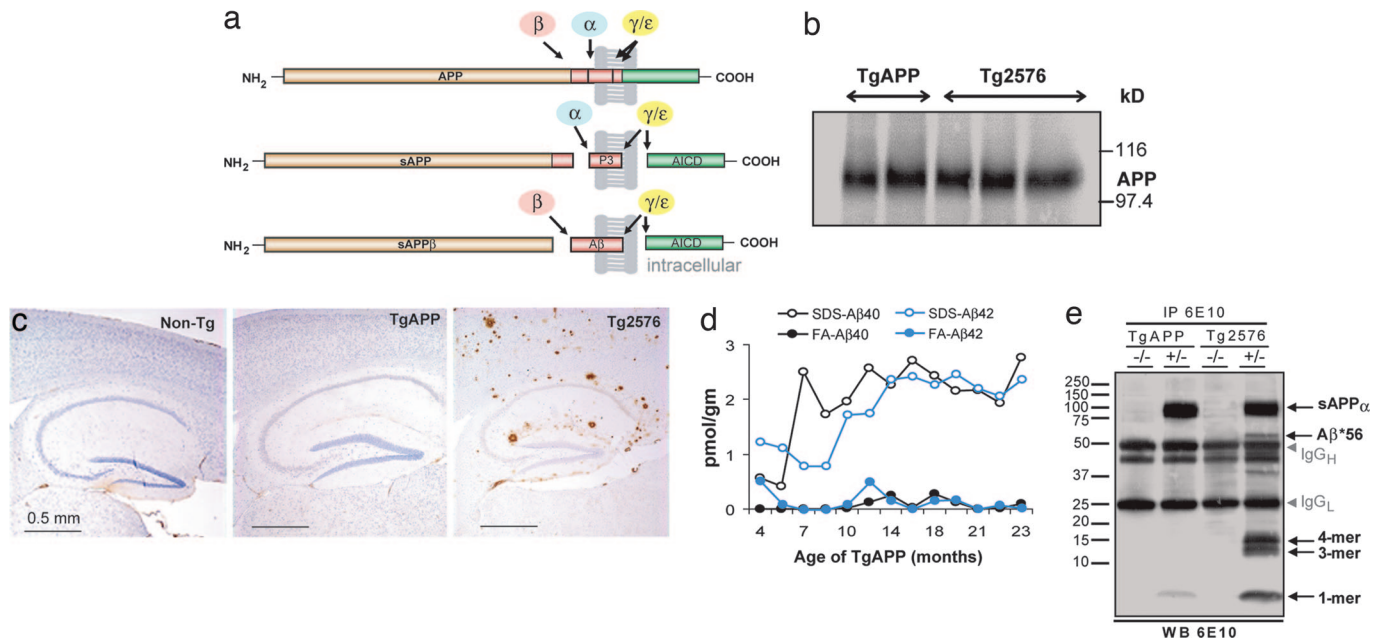 a
β α γ/ε
NH2 APP COOH
α γ/ε
NH2 sAPP P3 AICD COOH
β γ/ε
NH2 sAPPβ Aβ AICD COOH
intracellular
b
TgAPP Tg2576
kD
116
APP
97.4
c
Non-Tg TgAPP Tg2576
0.5 mm
d
SDS-Aβ40 SDS-Aβ42
FA-Aβ40 FA-Aβ42
pmol/gm
3
2
1
0
4 7 10 14 18 23
Age of TgAPP (months)
e
IP 6E10
TgAPP Tg2576
-/- +/- -/- +/-
250
150
100
75
50
37
25
20
15
10
sAPPα
Aβ*56
IgGH
IgGL
4-mer
3-mer
1-mer
WB 6E10